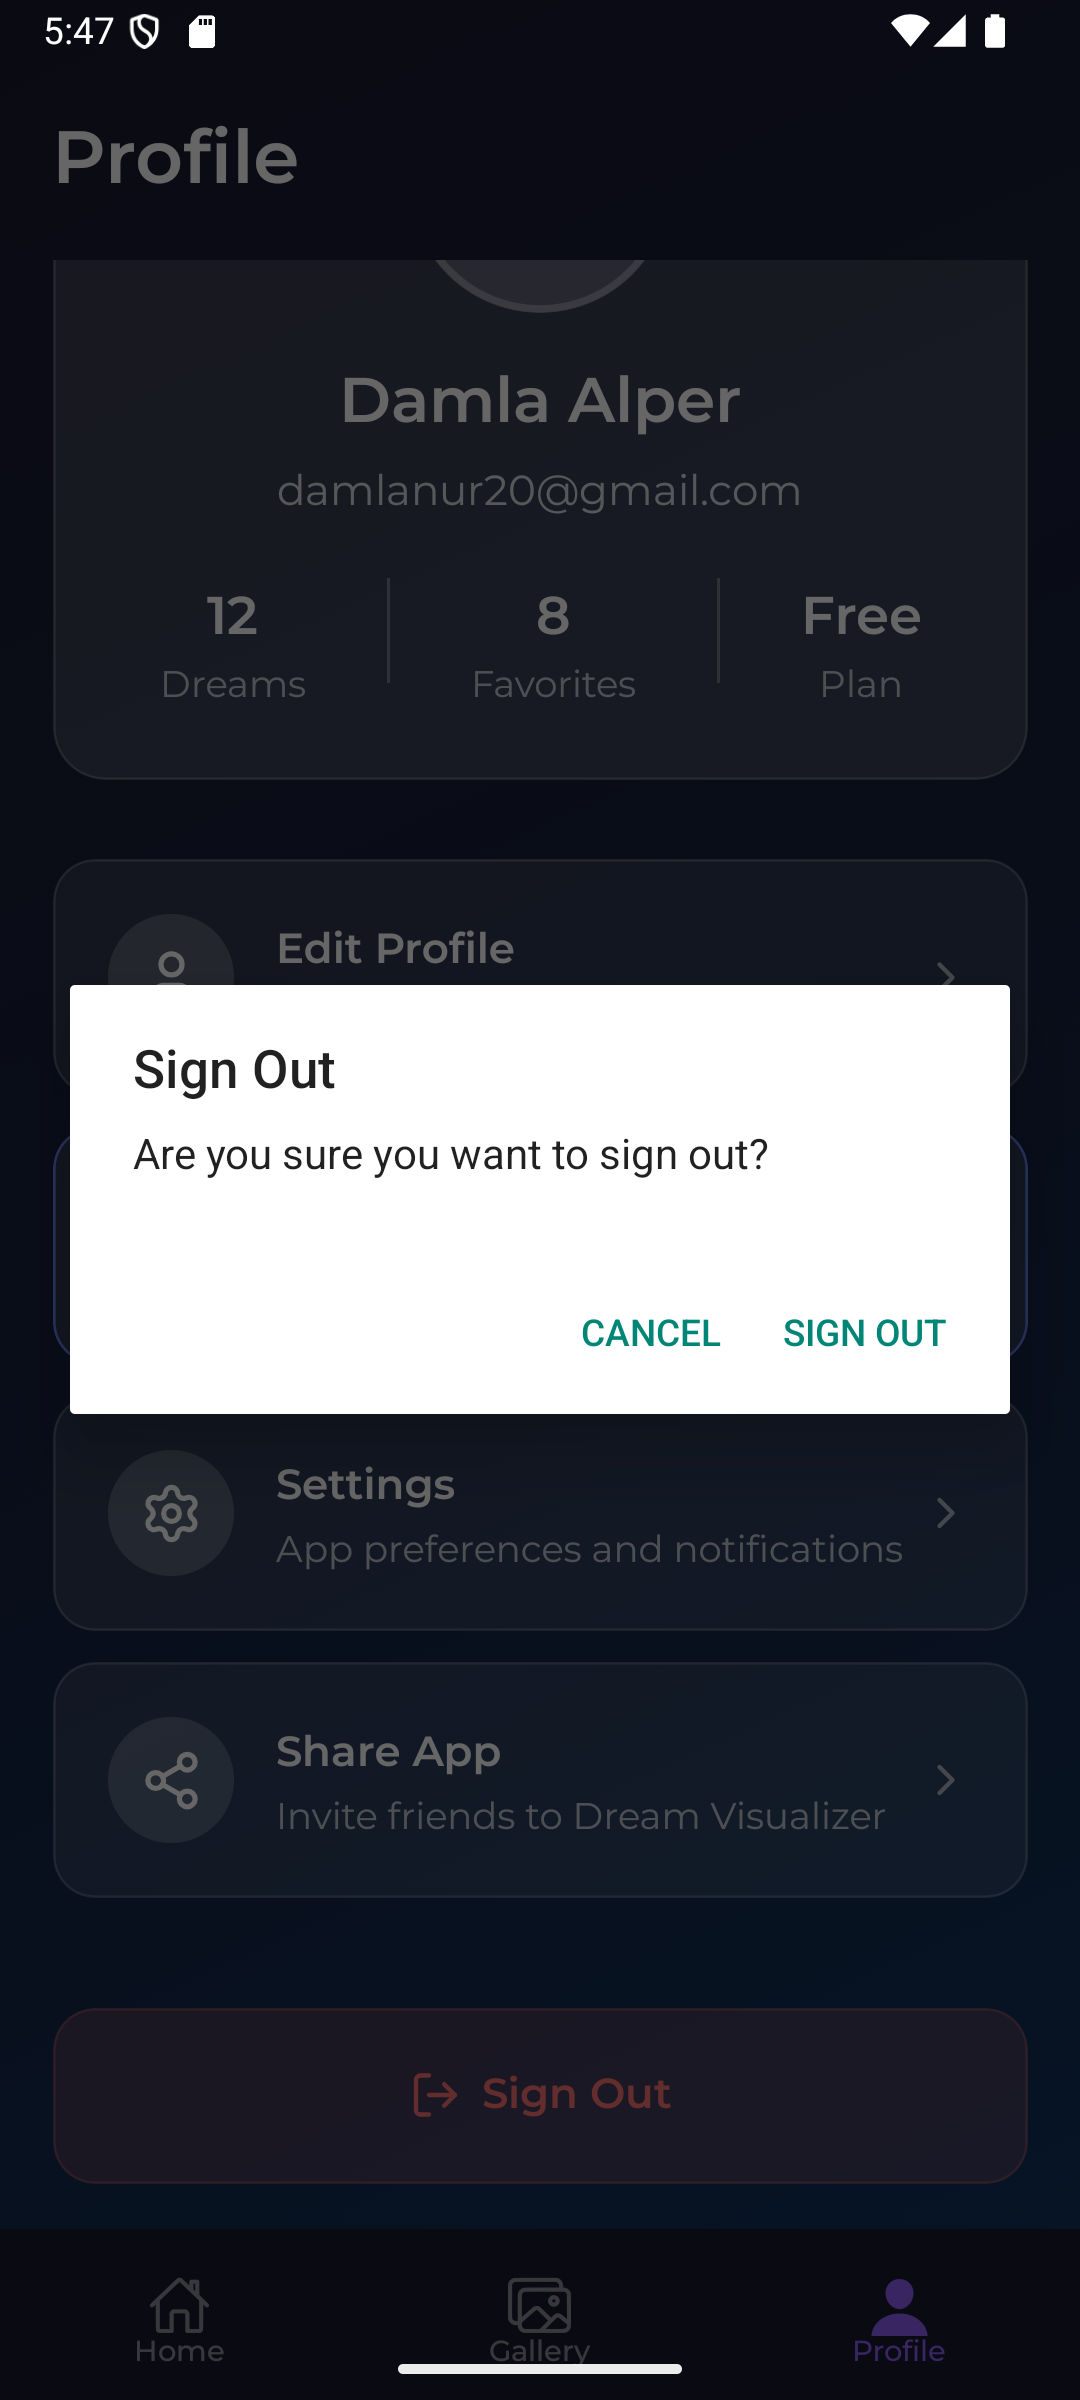 5:47
Profile
Damla Alper
damlanur20@gmail.com
12
8
Free
Dreams
Favorites
Plan
Edit Profile
Sign Out
Are you sure you want to sign out?
CANCEL
SIGN OUT
Settings
App preferences and notifications
Share App
Invite friends to Dream Visualizer
Sign Out
Home
Gallery
Profile